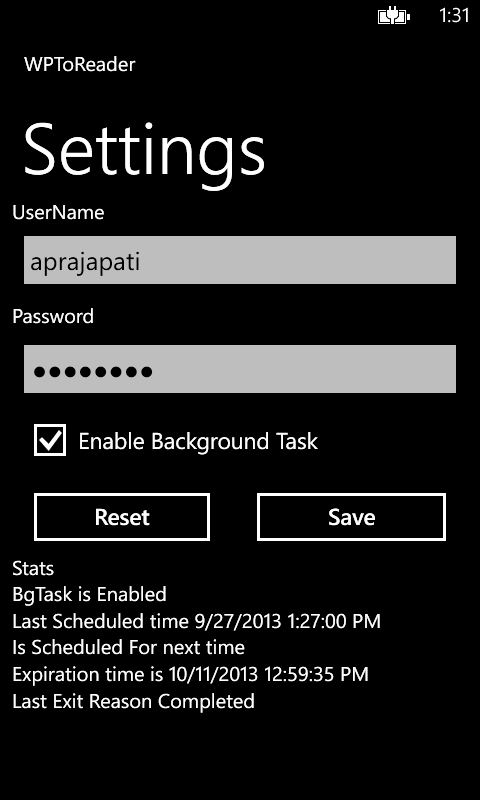 1:31
WPToReader
Settings
UserName
aprajapati
Password
●●●●●●●●
Enable Background Task
Reset Save
Stats
BgTask is Enabled
Last Scheduled time 9/27/2013 1:27:00 PM
Is Scheduled For next time
Expiration time is 10/11/2013 12:59:35 PM
Last Exit Reason Completed